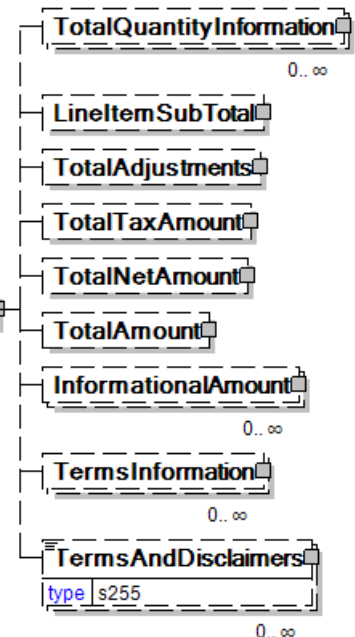 TotalQuantityInformation
0.. ∞
LineItemSubTotal
TotalAdjustments
TotalTaxAmount
TotalNetAmount
TotalAmount
InformationalAmount
0.. ∞
TermsInformation
0.. ∞
TermsAndDisclaimers
type s255
0.. ∞